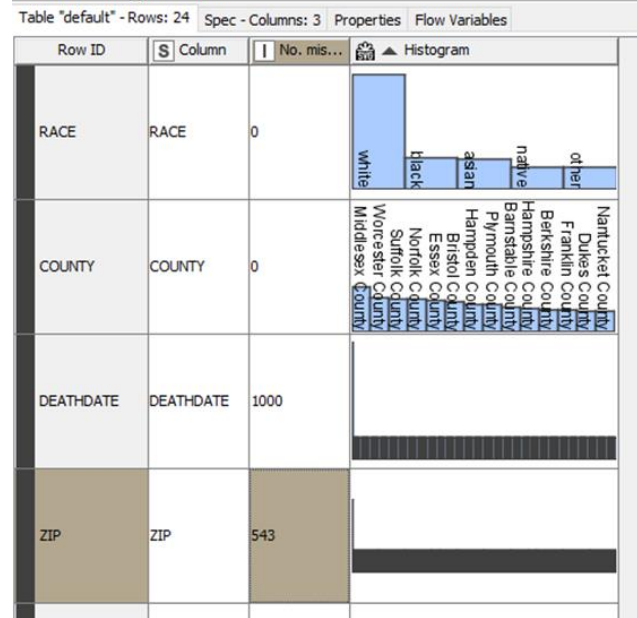 Table "default" - Rows: 24 Spec - Columns: 3 Properties Flow Variables
Row ID S Column I No. mis... Histogram
RACE RACE 0
white black asian native other
COUNTY COUNTY 0
Middlesex County
Worcester County
Suffolk County
Norfolk County
Essex County
Bristol County
Hampden County
Plymouth County
Barnstable County
Hampshire County
Berkshire County
Franklin County
Dukes County
Nantucket County
DEATHDATE DEATHDATE 1000
ZIP ZIP 543